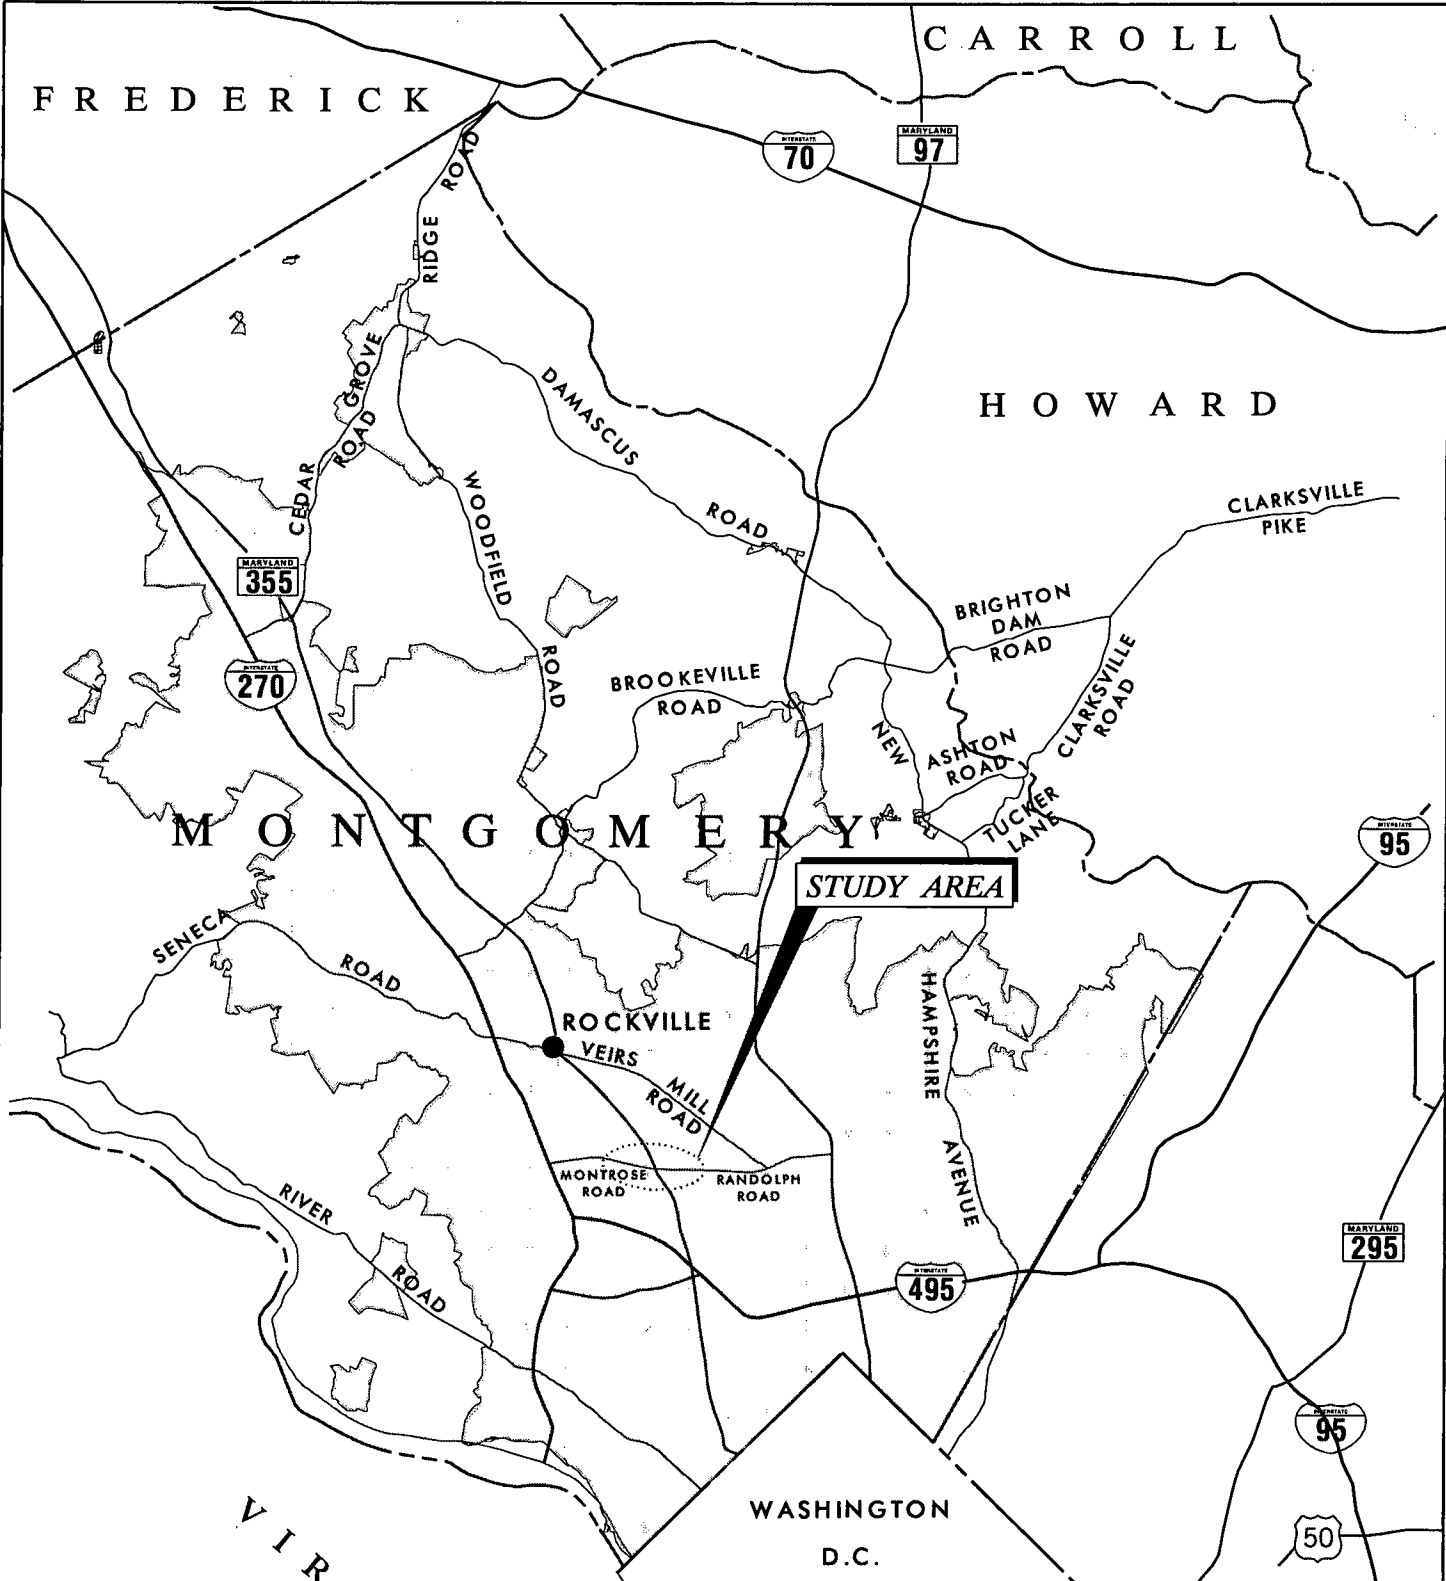 CARROLL
FREDERICK
INTERSTATE
70
MARYLAND
97
RIDGE ROAD
HOWARD
CEDAR GROVE ROAD
DAMASCUS ROAD
WOODFIELD ROAD
CLARKSVILLE
PIKE
MARYLAND
355
BRIGHTON
DAM
ROAD
INTERSTATE
270
BROOKEVILLE
ROAD
CLARKSVILLE
ROAD
NEW HAMPSHIRE AVENUE
ASHTON
ROAD
TUCKER
LANE
MONTGOMERY
INTERSTATE
95
STUDY AREA
SENECA ROAD
ROCKVILLE
VEIRS MILL ROAD
MONTROSE
ROAD
RANDOLPH
ROAD
RIVER ROAD
MARYLAND
295
INTERSTATE
495
INTERSTATE
95
WASHINGTON
D.C.
50
VIR